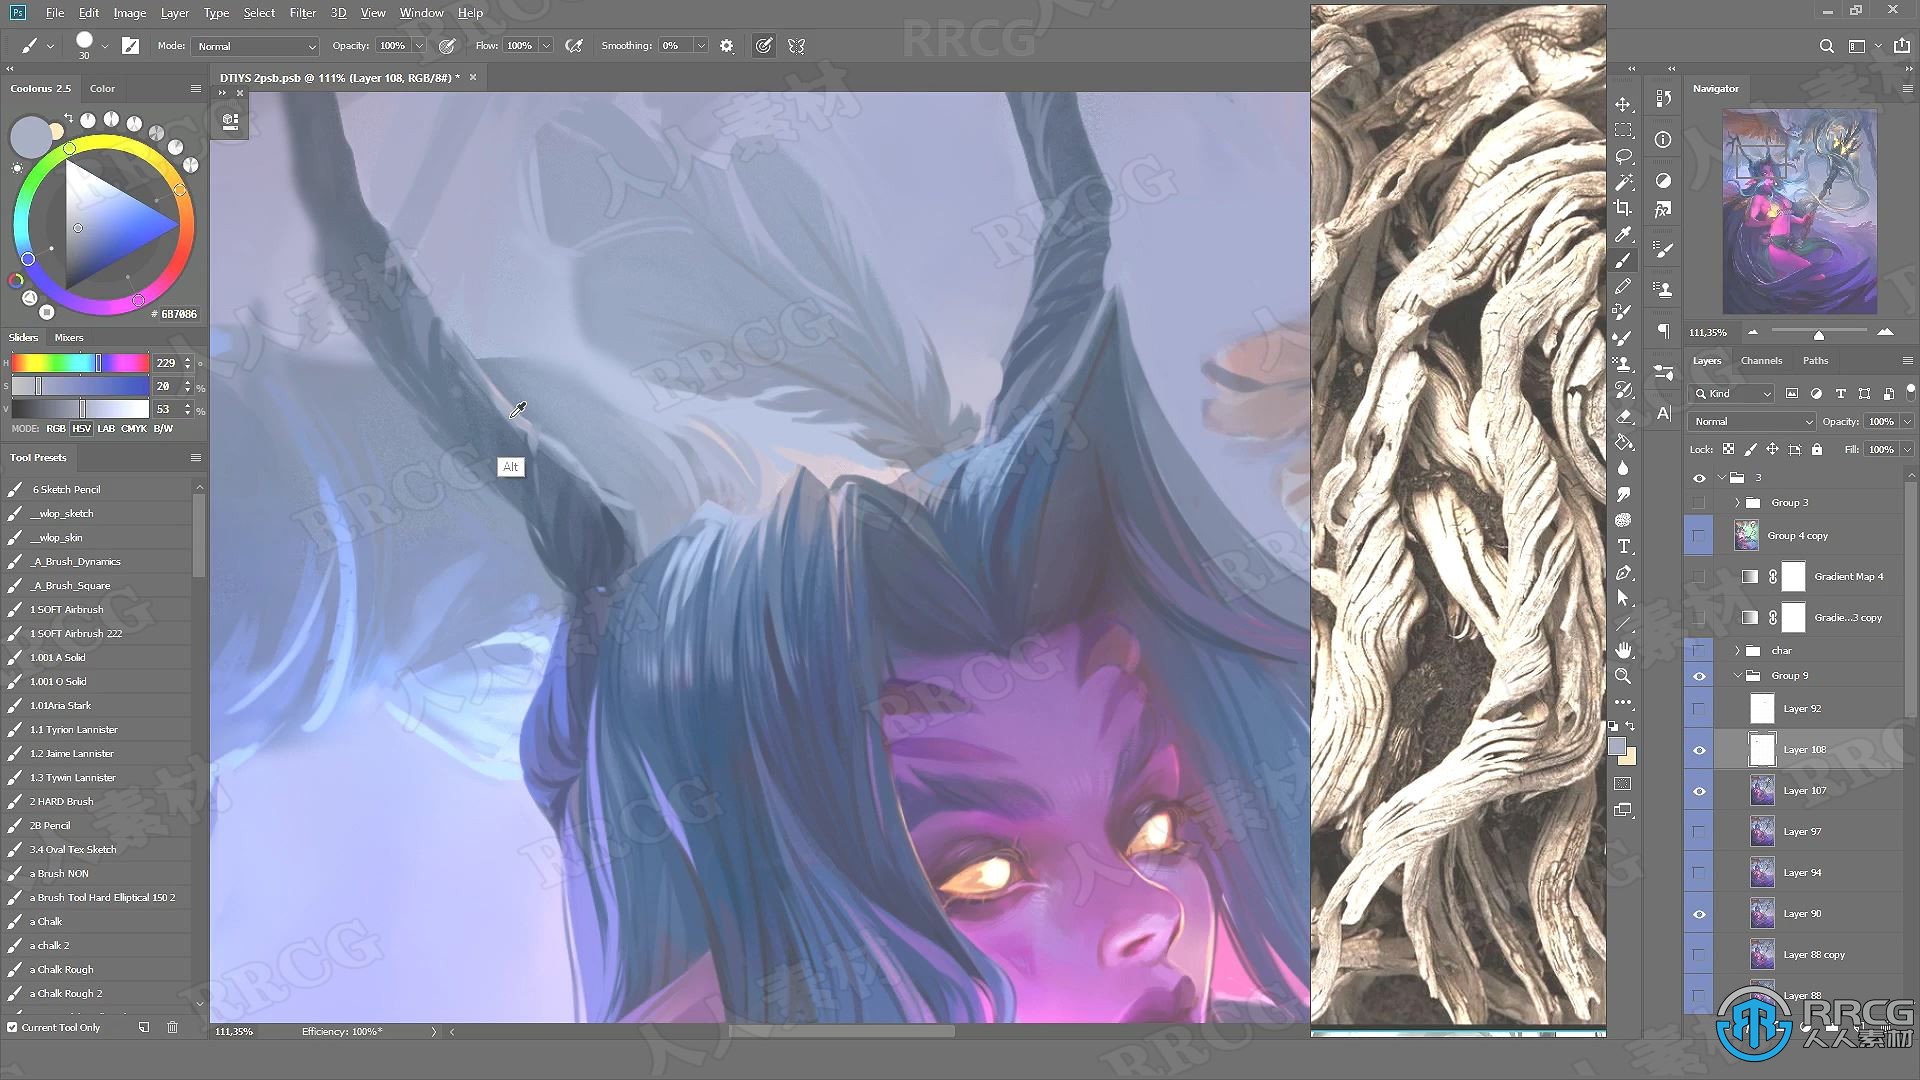 Ps File Edit Image Layer Type Select Filter 3D View Window Help
30 Mode: Normal Opacity: 100% Flow: 100% Smoothing: 0%
DTIYS 2psb.psb @ 111% (Layer 108, RGB/8#) *
Coolorus 2.5 Color
# 6B7086
Sliders Mixers
H 229 °
S 20 %
V 53 %
MODE: RGB HSV LAB CMYK B/W
Tool Presets
6 Sketch Pencil
__wlop_sketch
__wlop_skin
_A_Brush_Dynamics
_A_Brush_Square
1 SOFT Airbrush
1 SOFT Airbrush 222
1.001 A Solid
1.001 O Solid
1.01Aria Stark
1.1 Tyrion Lannister
1.2 Jaime Lannister
1.3 Tywin Lannister
2 HARD Brush
2B Pencil
3.4 Oval Tex Sketch
a Brush NON
a Brush Tool Hard Elliptical 150 2
a Chalk
a chalk 2
a Chalk Rough
a Chalk Rough 2
Current Tool Only
Alt
111,35% Efficiency: 100%*
Navigator
111,35%
Layers Channels Paths
Kind
Normal Opacity: 100%
Lock: Fill: 100%
3
Group 3
Group 4 copy
Gradient Map 4
Gradie...3 copy
char
Group 9
Layer 92
Layer 108
Layer 107
Layer 97
Layer 94
Layer 90
Layer 88 copy
Layer 88
RRCG
人人素材